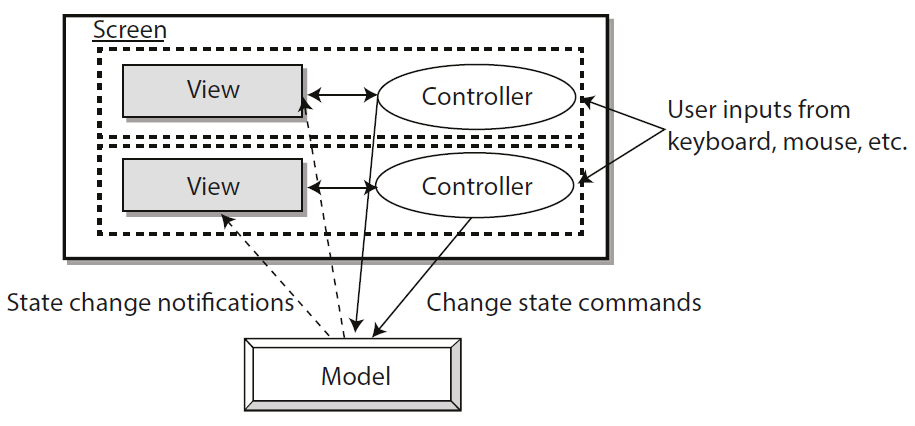 Screen
View
Controller
User inputs from
keyboard, mouse, etc.
View
Controller
State change notifications
Change state commands
Model